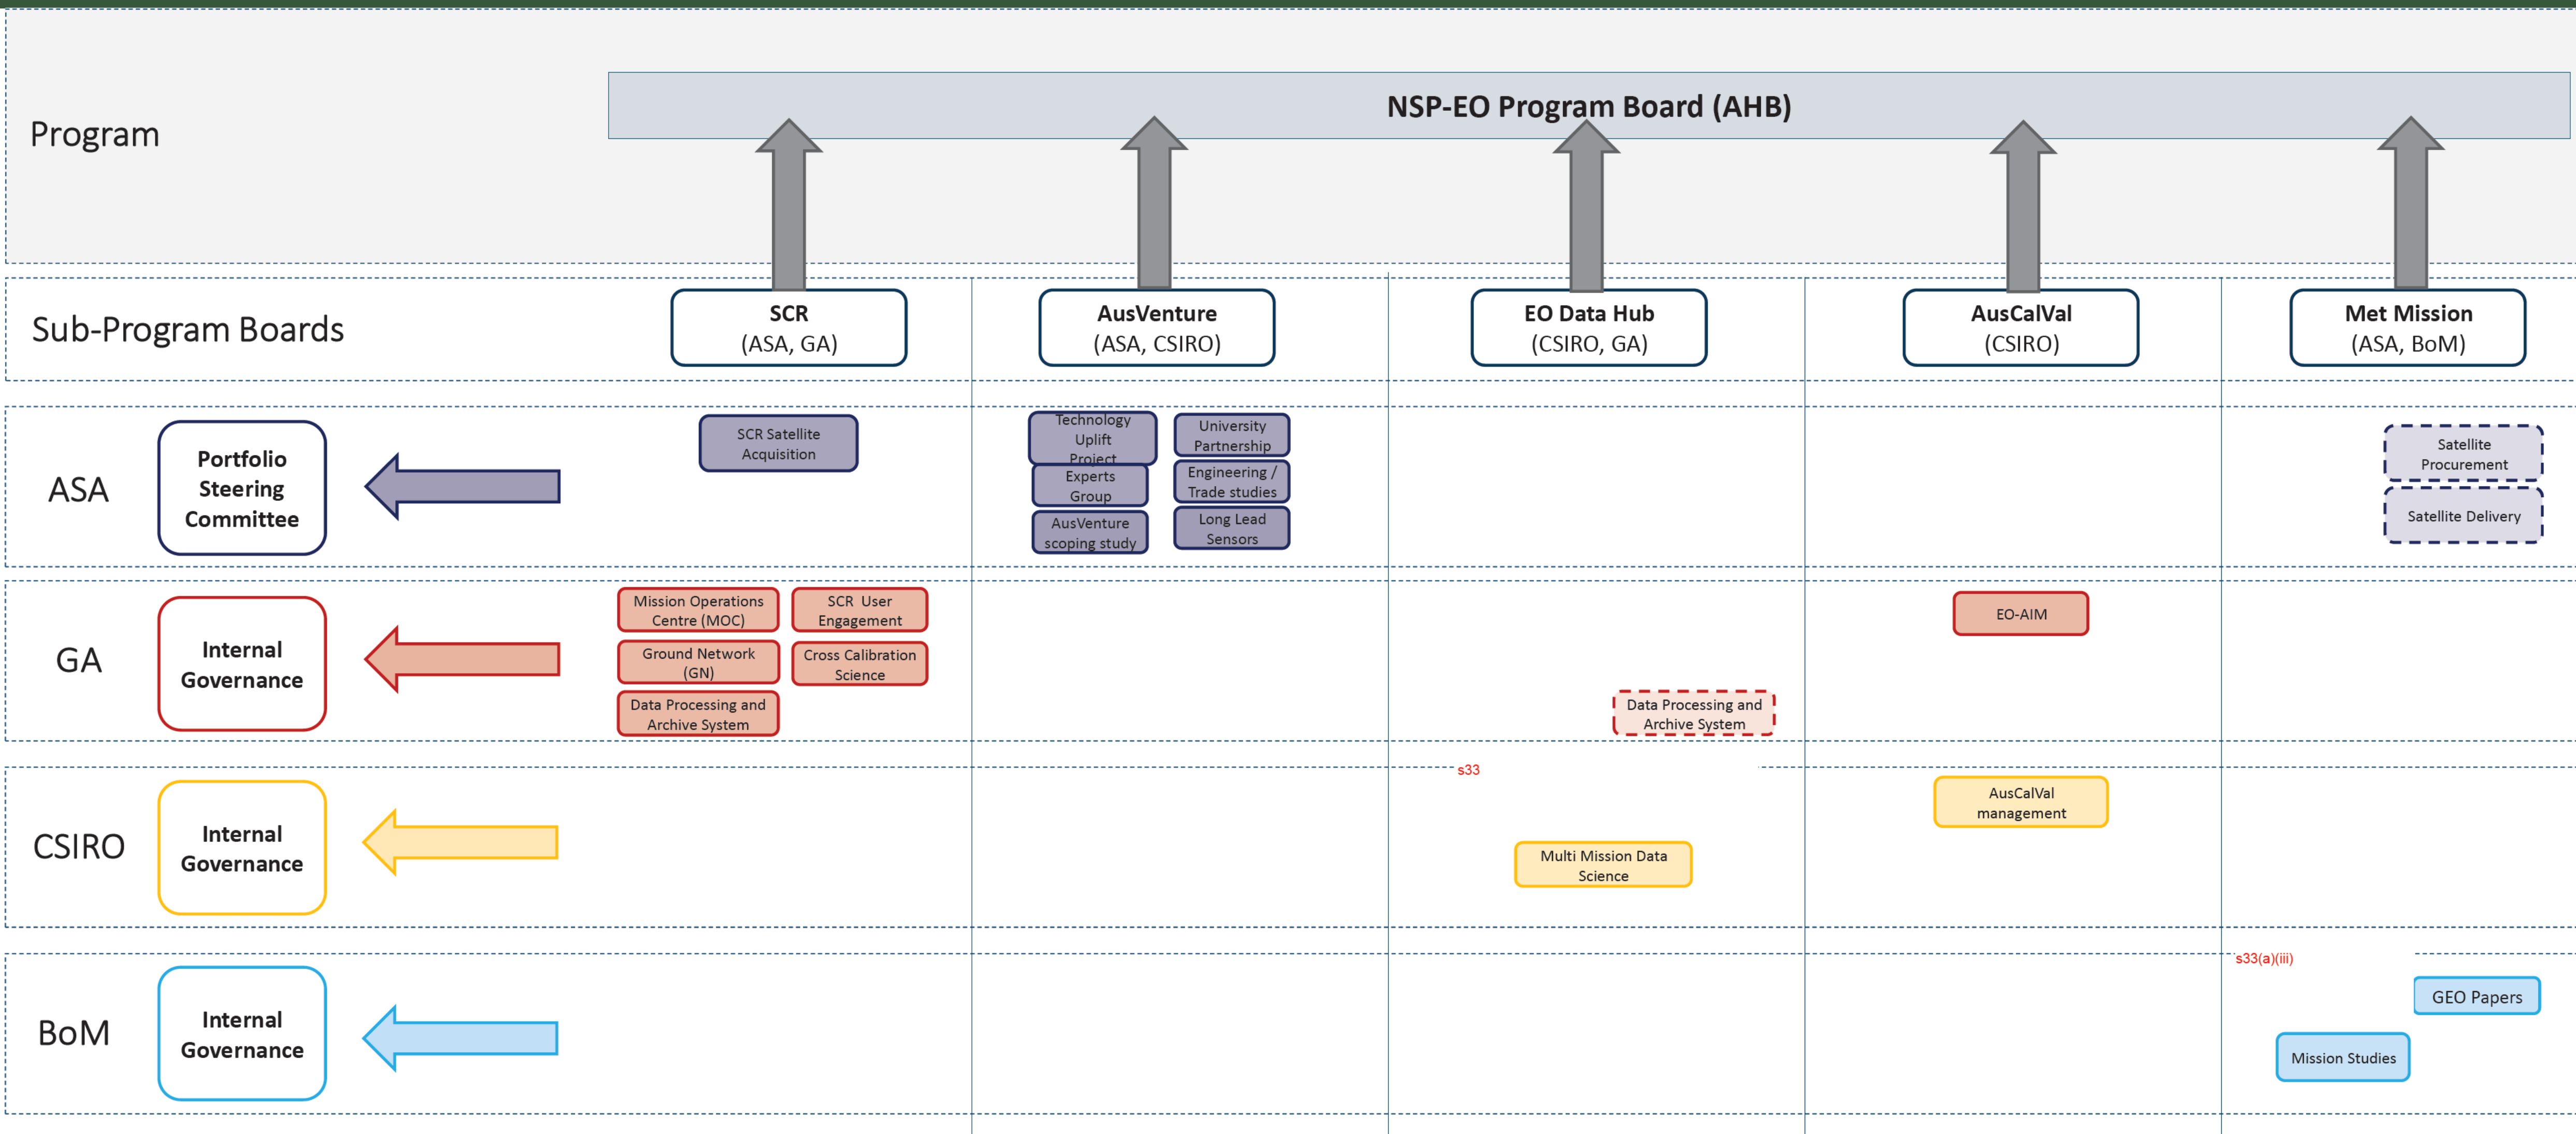 NSP-EO Program Board (AHB)
Program
Sub-Program Boards
SCR
(ASA, GA)
AusVenture
(ASA, CSIRO)
EO Data Hub
(CSIRO, GA)
AusCalVal
(CSIRO)
Met Mission
(ASA, BoM)
ASA
Portfolio
Steering
Committee
SCR Satellite
Acquisition
Technology
Uplift
Project
Experts
Group
AusVenture
scoping study
University
Partnership
Engineering /
Trade studies
Long Lead
Sensors
Satellite
Procurement
Satellite Delivery
GA
Internal
Governance
Mission Operations
Centre (MOC)
SCR User
Engagement
Ground Network
(GN)
Cross Calibration
Science
Data Processing and
Archive System
Data Processing and
Archive System
EO-AIM
CSIRO
Internal
Governance
s33
Multi Mission Data
Science
AusCalVal
management
BoM
Internal
Governance
s33(a)(iii)
GEO Papers
Mission Studies